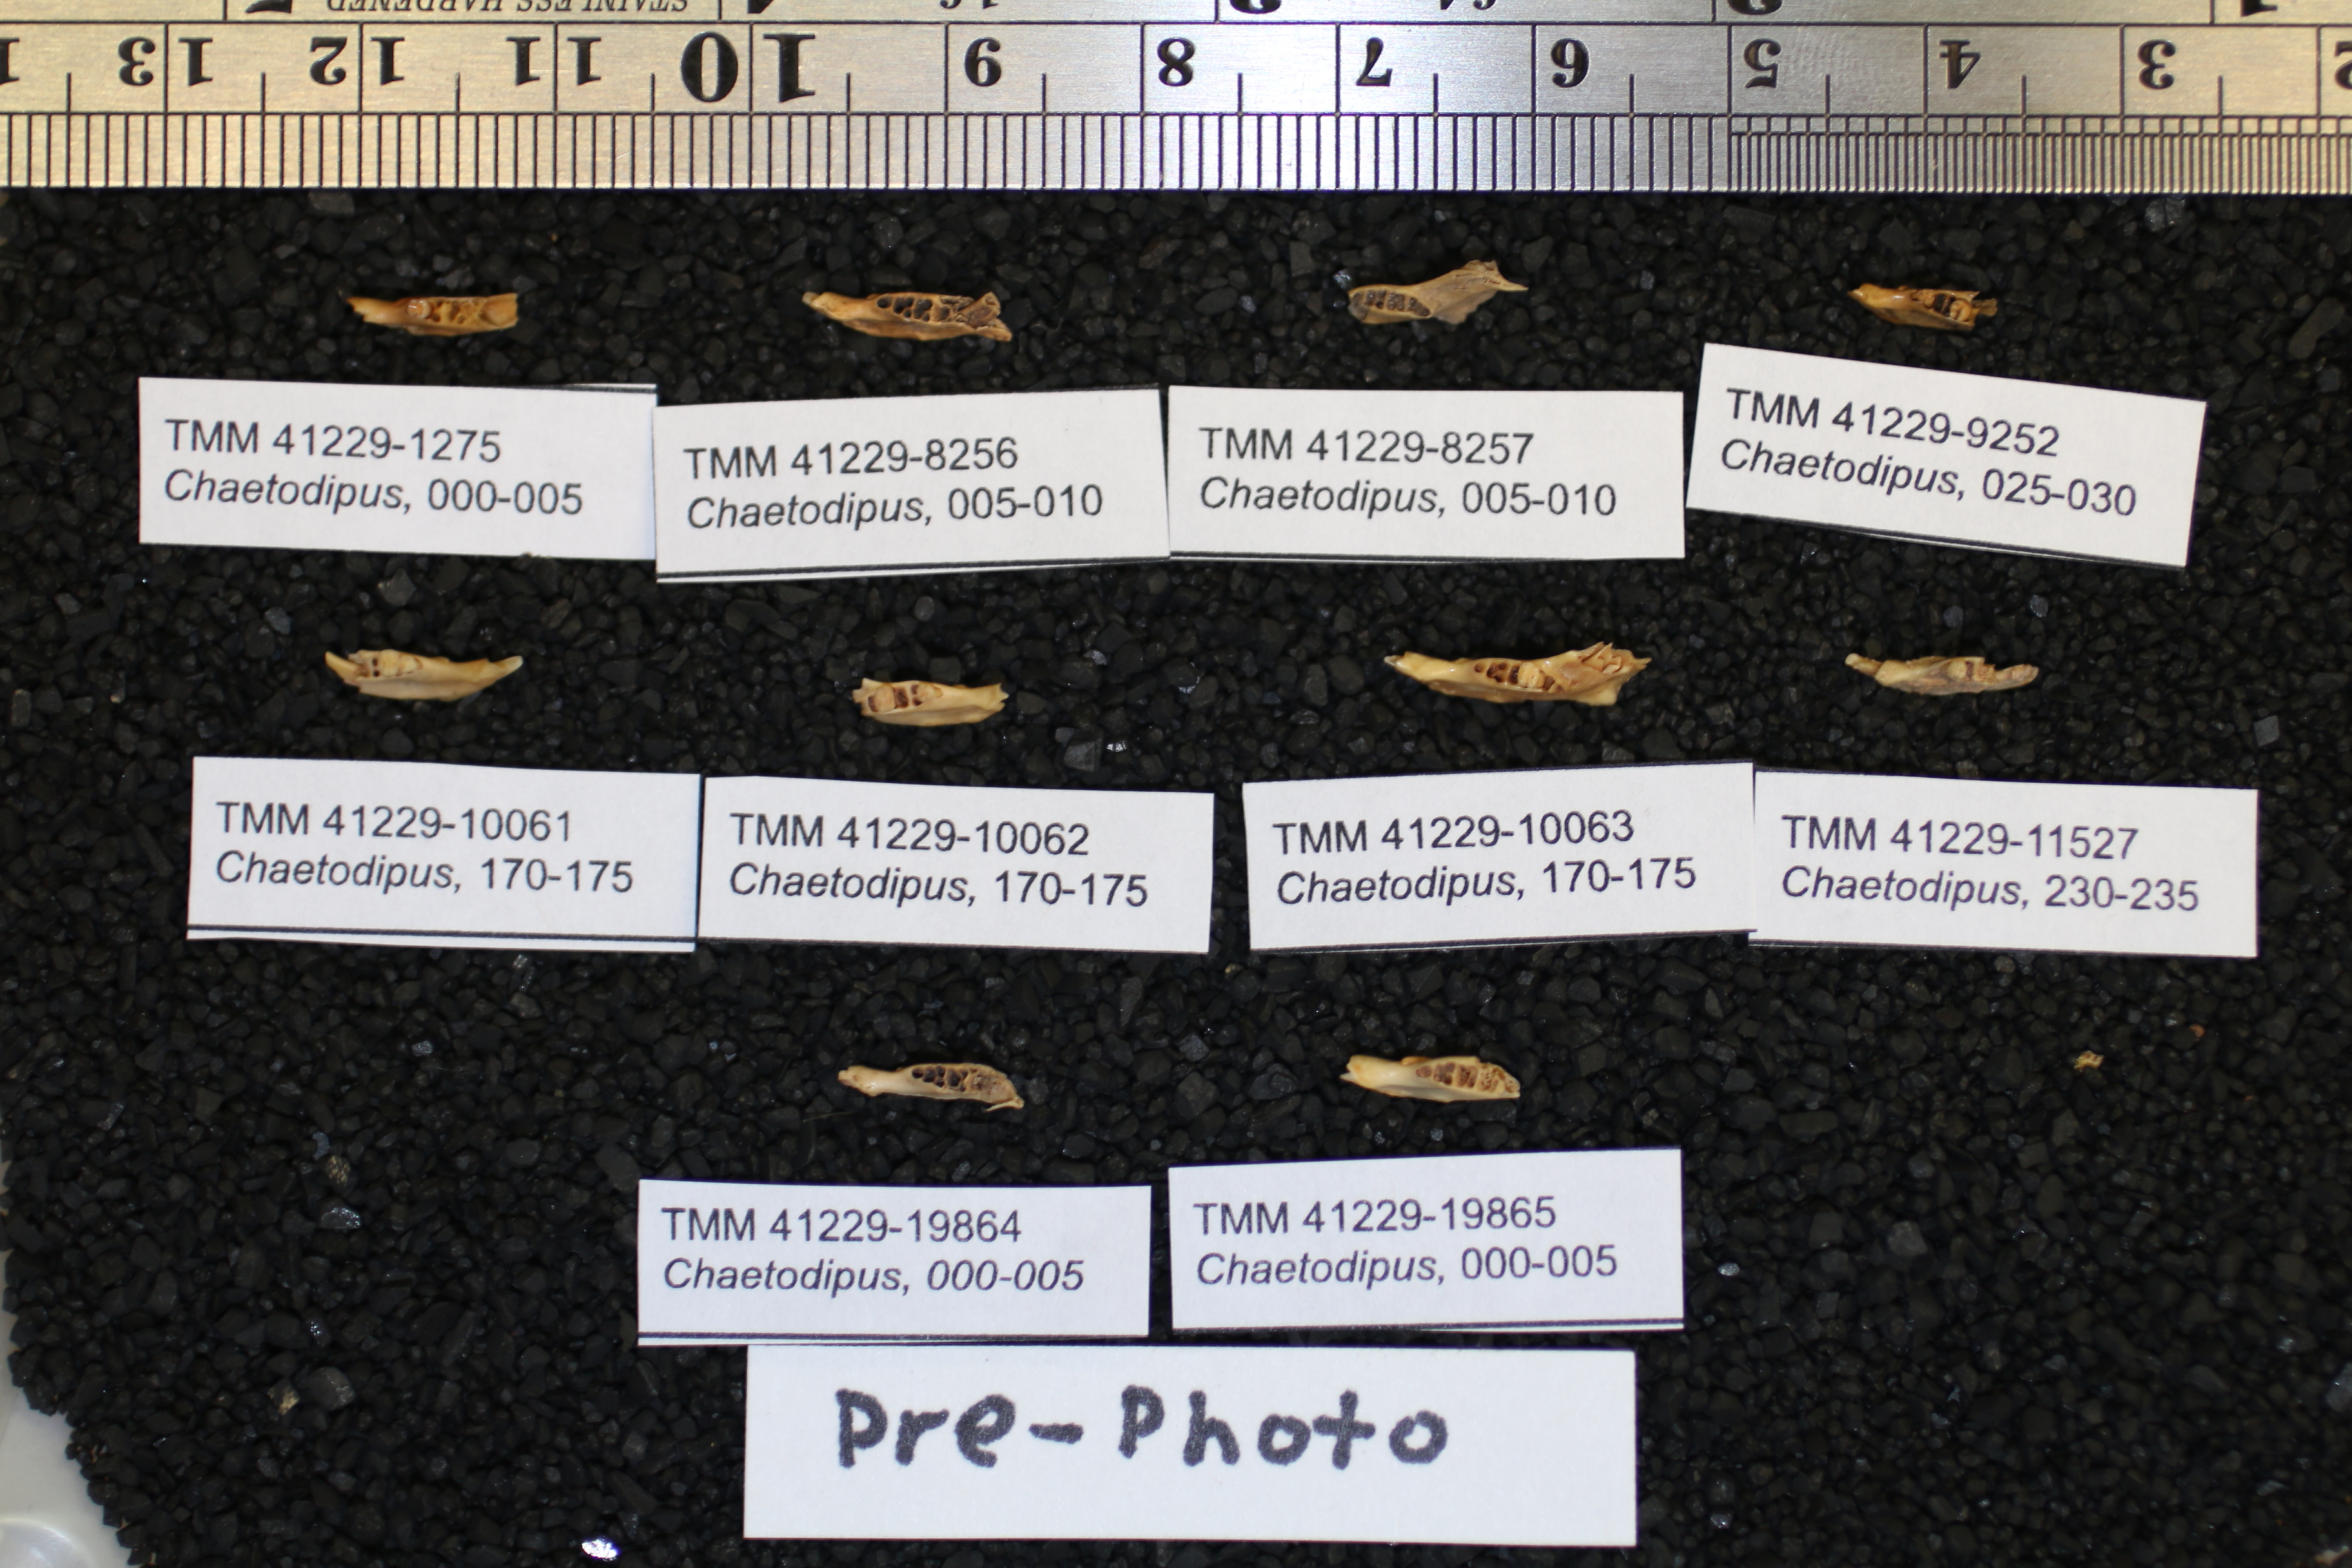 STAINLESS HARDENED
16
64
13 12 11 10 9 8 7 6 5 4 3 2
TMM 41229-1275
Chaetodipus, 000-005
TMM 41229-8256
Chaetodipus, 005-010
TMM 41229-8257
Chaetodipus, 005-010
TMM 41229-9252
Chaetodipus, 025-030
TMM 41229-10061
Chaetodipus, 170-175
TMM 41229-10062
Chaetodipus, 170-175
TMM 41229-10063
Chaetodipus, 170-175
TMM 41229-11527
Chaetodipus, 230-235
TMM 41229-19864
Chaetodipus, 000-005
TMM 41229-19865
Chaetodipus, 000-005
Pre-Photo